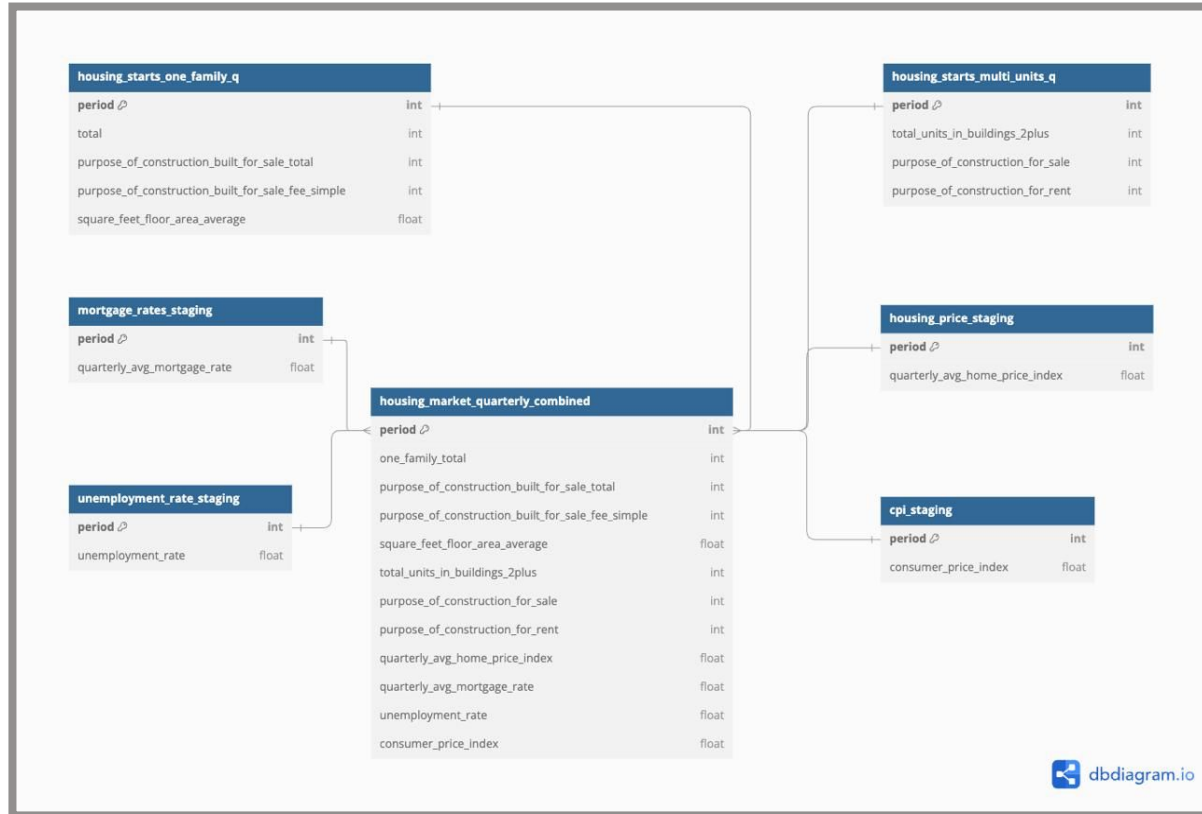 housing_starts_one_family_q
period int
total int
purpose_of_construction_built_for_sale_total int
purpose_of_construction_built_for_sale_fee_simple int
square_feet_floor_area_average float
housing_starts_multi_units_q
period int
total_units_in_buildings_2plus int
purpose_of_construction_for_sale int
purpose_of_construction_for_rent int
mortgage_rates_staging
period int
quarterly_avg_mortgage_rate float
housing_price_staging
period int
quarterly_avg_home_price_index float
housing_market_quarterly_combined
period int
one_family_total int
purpose_of_construction_built_for_sale_total int
purpose_of_construction_built_for_sale_fee_simple int
square_feet_floor_area_average float
total_units_in_buildings_2plus int
purpose_of_construction_for_sale int
purpose_of_construction_for_rent int
quarterly_avg_home_price_index float
quarterly_avg_mortgage_rate float
unemployment_rate float
consumer_price_index float
unemployment_rate_staging
period int
unemployment_rate float
cpi_staging
period int
consumer_price_index float
dbdiagram.io